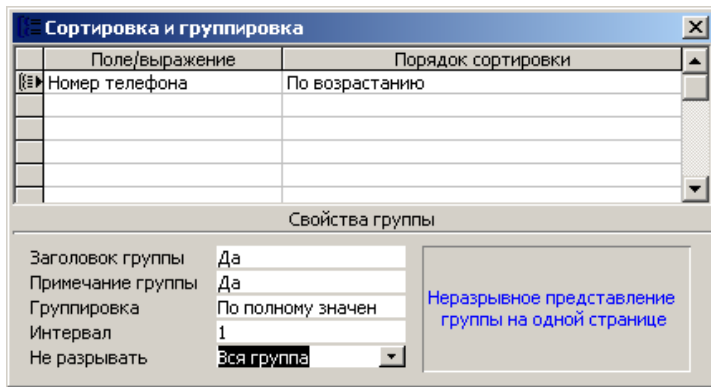 Сортировка и группировка
Поле/выражение Порядок сортировки
Номер телефона По возрастанию
Свойства группы
Заголовок группы Да
Примечание группы Да
Группировка По полному значен
Интервал 1
Не разрывать Вся группа
Неразрывное представление
группы на одной странице